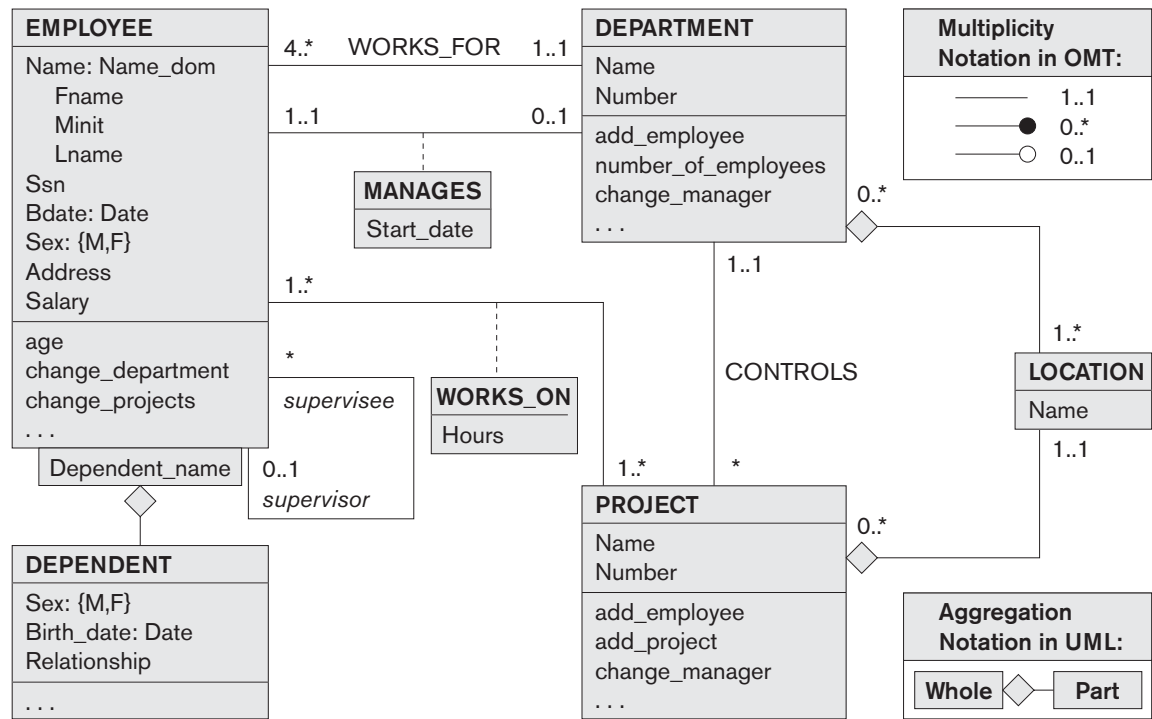 EMPLOYEE
Name: Name_dom
Fname
Minit
Lname
Ssn
Bdate: Date
Sex: {M,F}
Address
Salary
age
change_department
change_projects
. . .
Dependent_name
DEPENDENT
Sex: {M,F}
Birth_date: Date
Relationship
. . .
4..* WORKS_FOR 1..1
1..1 0..1
MANAGES
Start_date
1..*
*
supervisee
0..1
supervisor
WORKS_ON
Hours
1..*
DEPARTMENT
Name
Number
add_employee
number_of_employees
change_manager
. . .
0..*
1..1
CONTROLS
*
PROJECT
Name
Number
add_employee
add_project
change_manager
. . .
0..*
1..*
LOCATION
Name
1..1
Multiplicity
Notation in OMT:
1..1
0..*
0..1
Aggregation
Notation in UML:
Whole Part